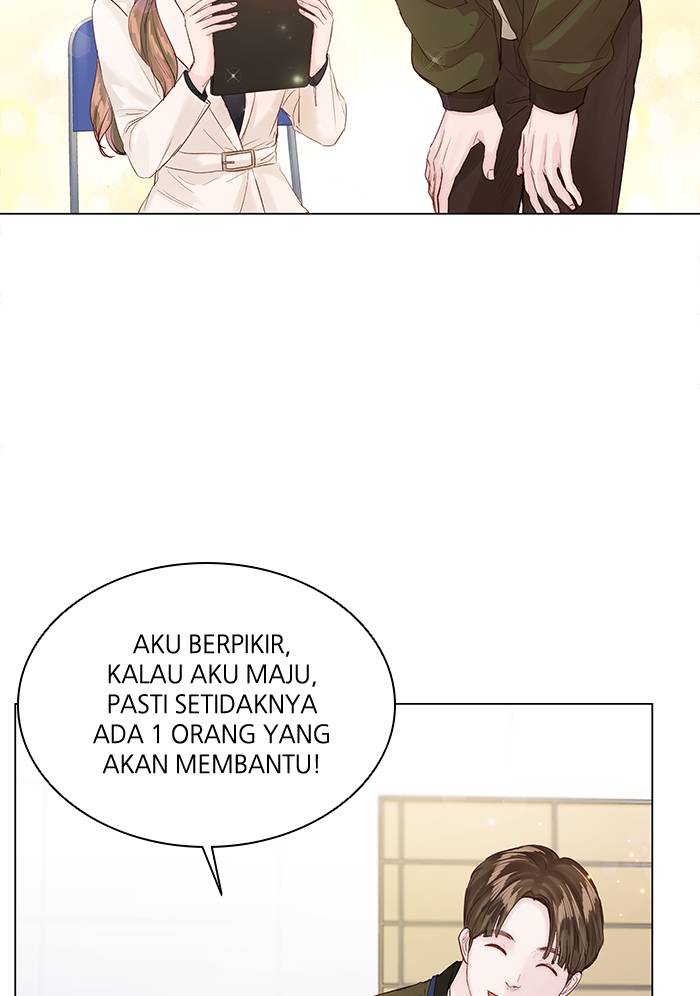 AKU BERPIKIR,
KALAU AKU MAJU,
PASTI SETIDAKNYA
ADA 1 ORANG YANG
AKAN MEMBANTU!